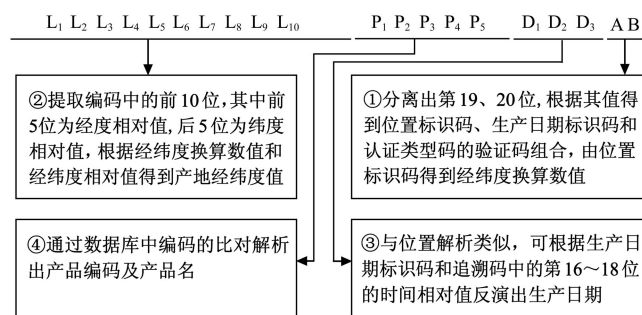 L₁ L₂ L₃ L₄ L₅ L₆ L₇ L₈ L₉ L₁₀ P₁ P₂ P₃ P₄ P₅ D₁ D₂ D₃ A B
②提取编码中的前10位,其中前
5位为经度相对值,后5位为纬度
相对值,根据经纬度换算数值和
经纬度相对值得到产地经纬度值
①分离出第19、20位,根据其值得
到位置标识码、生产日期标识码和
认证类型码的验证码组合,由位置
标识码得到经纬度换算数值
④通过数据库中编码的比对解析
出产品编码及产品名
③与位置解析类似,可根据生产日
期标识码和追溯码中的第16～18位
的时间相对值反演出生产日期